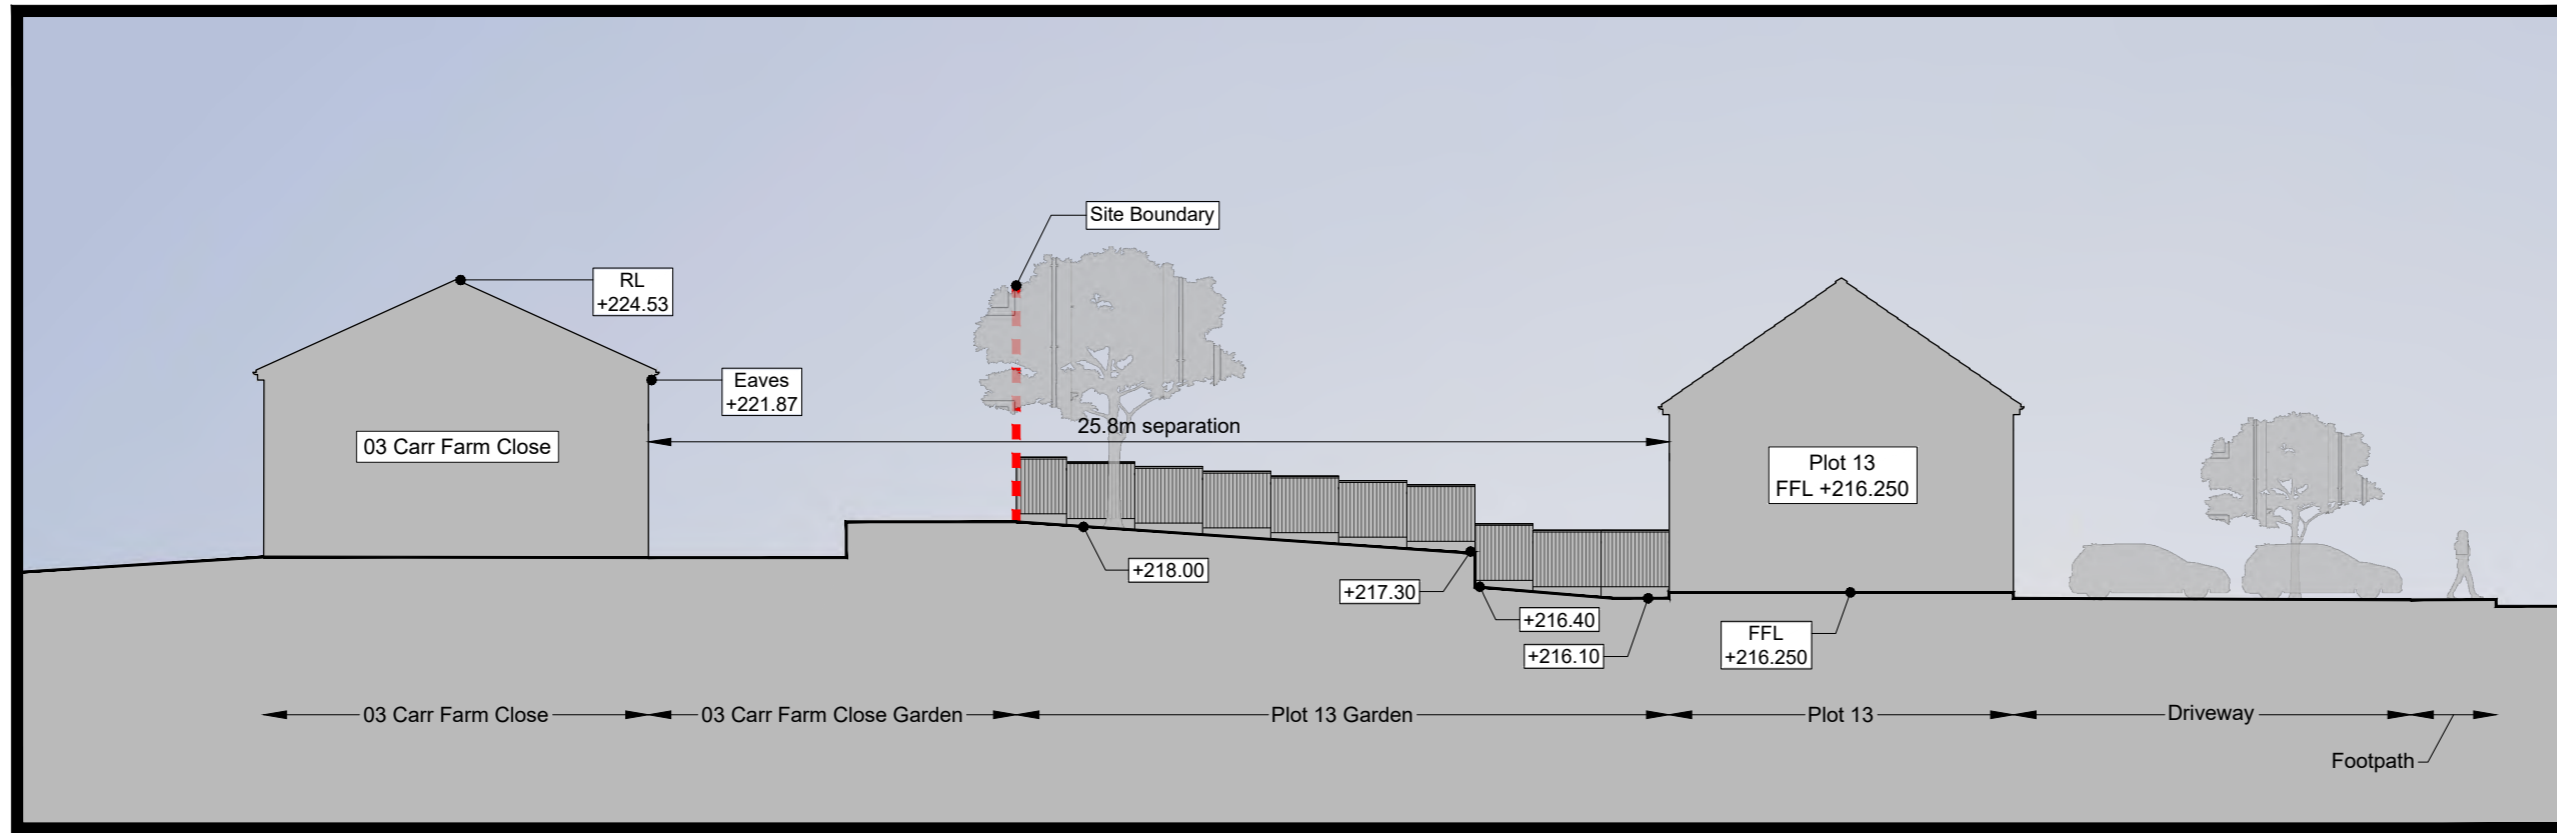 Site Boundary
RL
+224.53
Eaves
+221.87
03 Carr Farm Close
25.8m separation
Plot 13
FFL +216.250
+218.00
+217.30
+216.40
+216.10
FFL
+216.250
03 Carr Farm Close
03 Carr Farm Close Garden
Plot 13 Garden
Plot 13
Driveway
Footpath